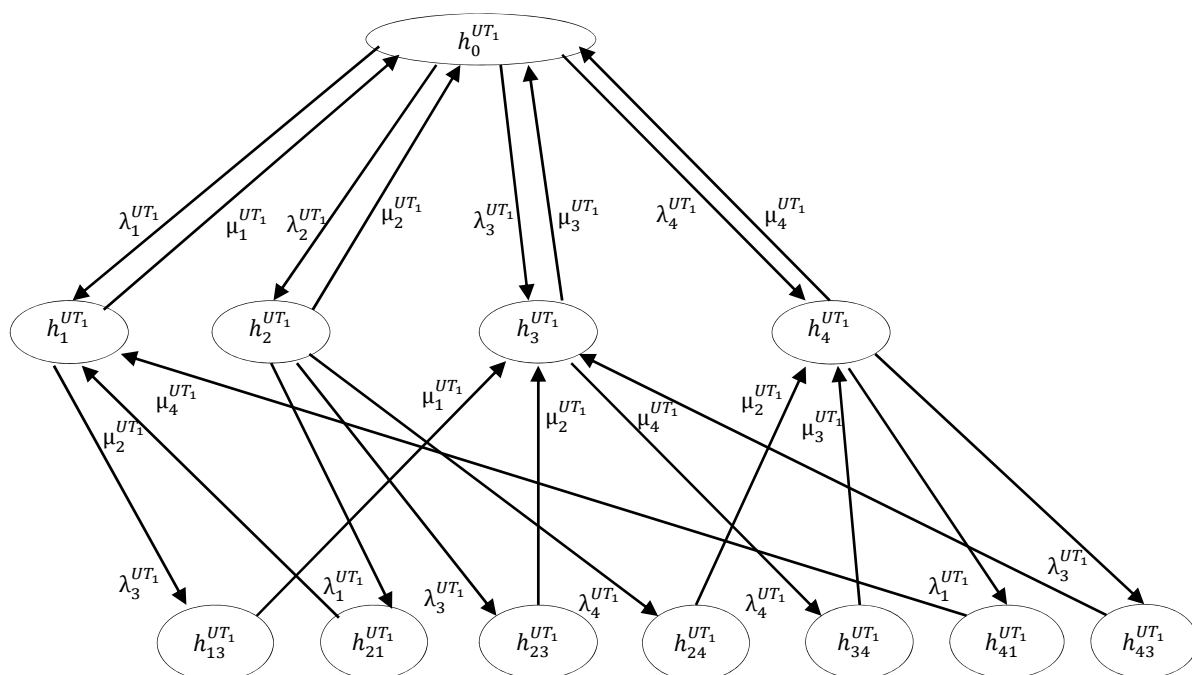 h_0^{UT_1}
λ_1^{UT_1} μ_1^{UT_1} λ_2^{UT_1} μ_2^{UT_1} λ_3^{UT_1} μ_3^{UT_1} λ_4^{UT_1} μ_4^{UT_1}
h_1^{UT_1} h_2^{UT_1} h_3^{UT_1} h_4^{UT_1}
μ_4^{UT_1} μ_1^{UT_1} μ_2^{UT_1}
μ_2^{UT_1} μ_2^{UT_1} μ_4^{UT_1} μ_3^{UT_1}
λ_3^{UT_1} λ_1^{UT_1} λ_3^{UT_1} λ_4^{UT_1} λ_4^{UT_1} λ_1^{UT_1} λ_3^{UT_1}
h_{13}^{UT_1} h_{21}^{UT_1} h_{23}^{UT_1} h_{24}^{UT_1} h_{34}^{UT_1} h_{41}^{UT_1} h_{43}^{UT_1}